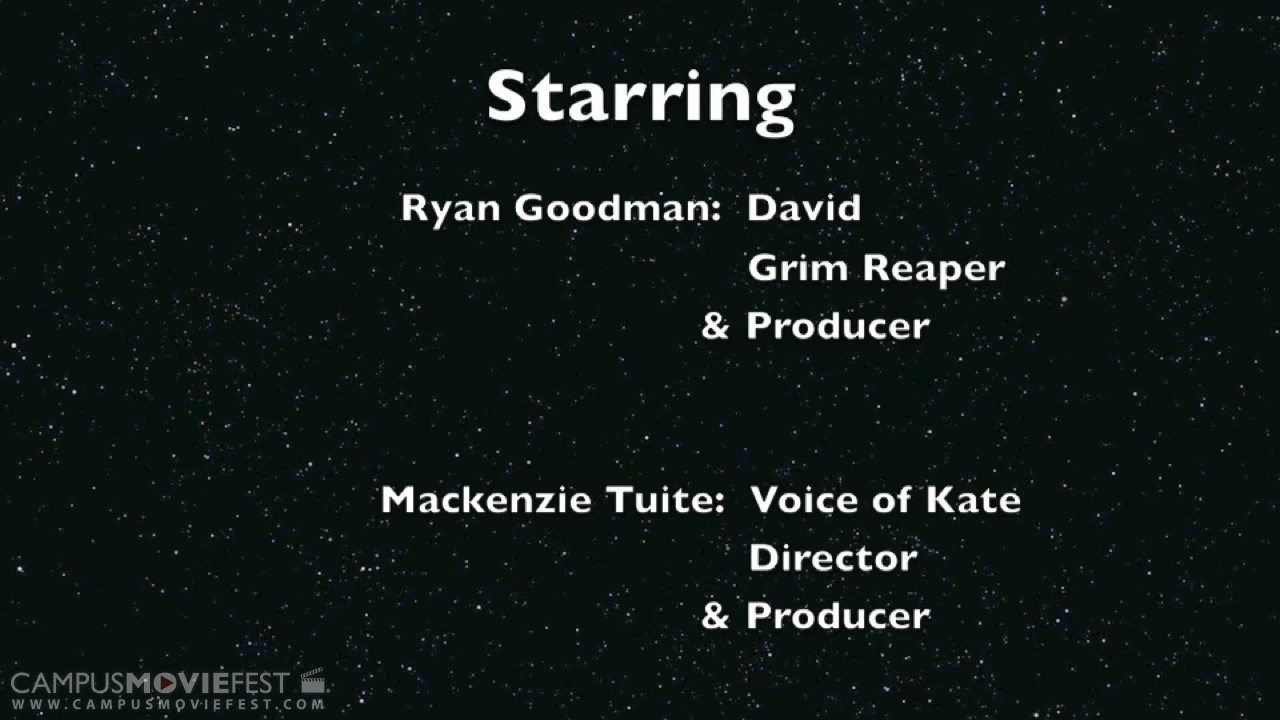 Starring
Ryan Goodman: David
Grim Reaper
& Producer
Mackenzie Tuite: Voice of Kate
Director
& Producer
CAMPUSMOVIEFEST
WWW.CAMPUSMOVIEFEST.COM